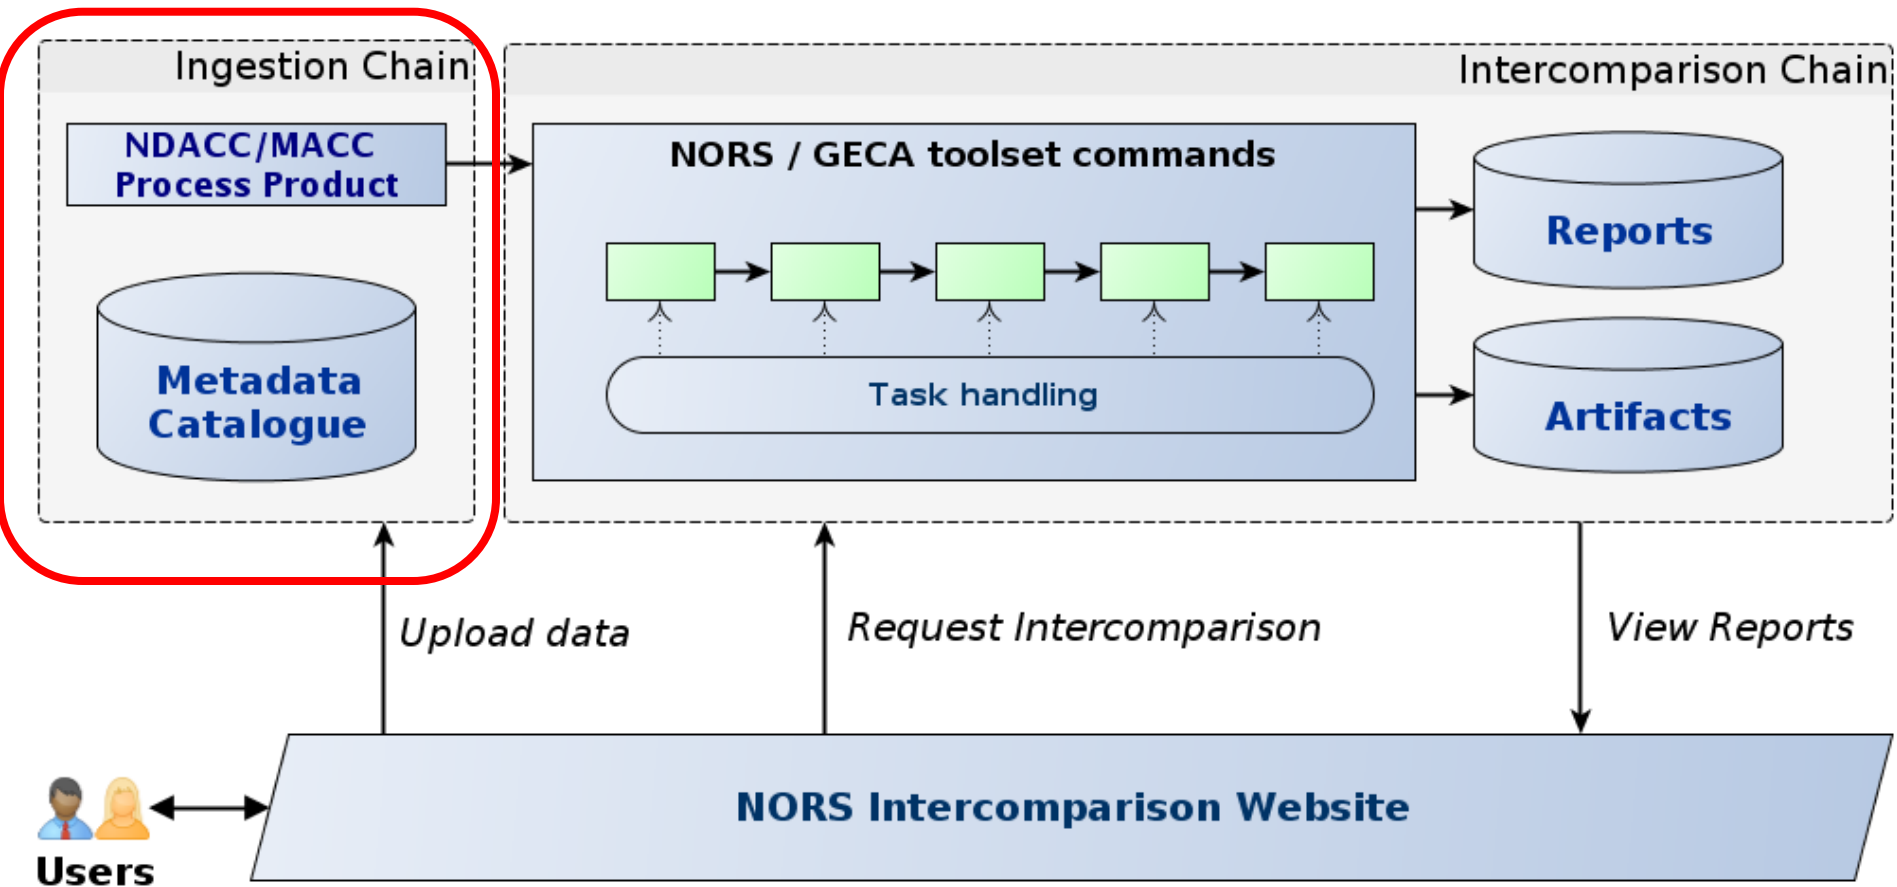 Ingestion Chain
NDACC/MACC
Process Product
Metadata
Catalogue
Intercomparison Chain
NORS / GECA toolset commands
Task handling
Reports
Artifacts
Upload data
Request Intercomparison
View Reports
NORS Intercomparison Website
Users